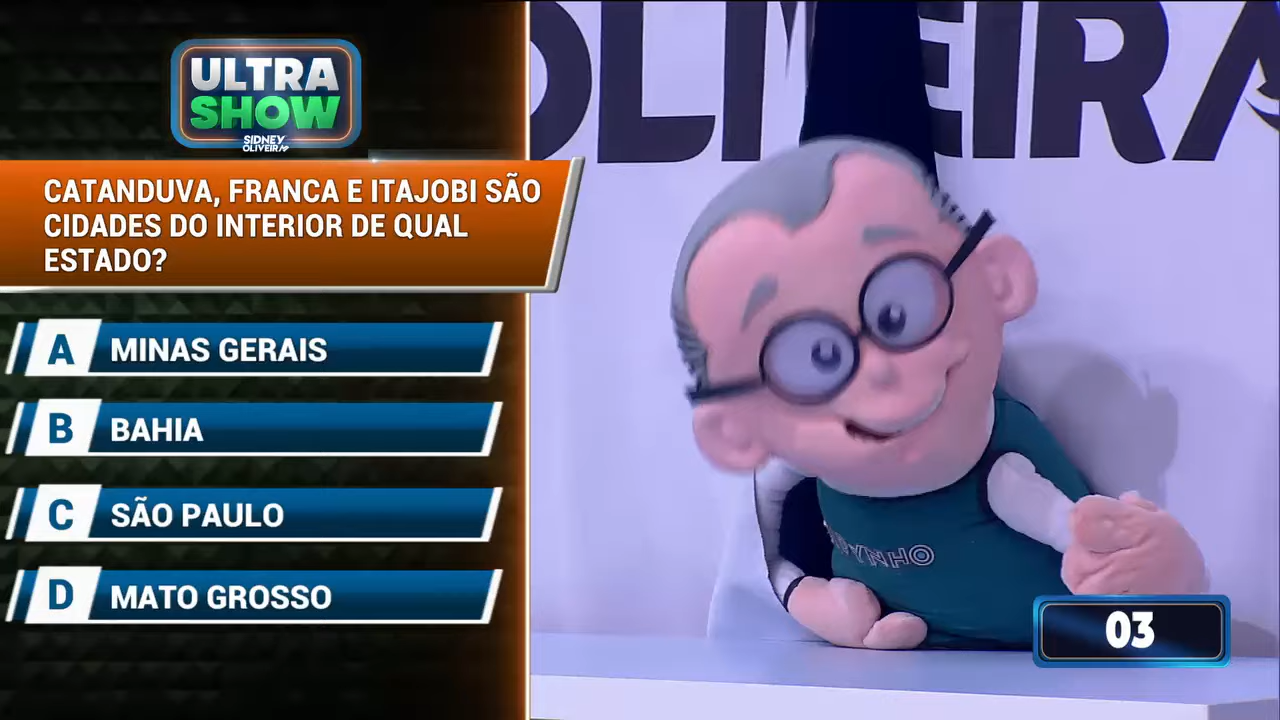 ULTRA
SHOW
SIDNEY
OLIVEIRA
CATANDUVA, FRANCA E ITAJOBI SÃO
CIDADES DO INTERIOR DE QUAL
ESTADO?
A MINAS GERAIS
B BAHIA
C SÃO PAULO
D MATO GROSSO
OLIVEIRA
03